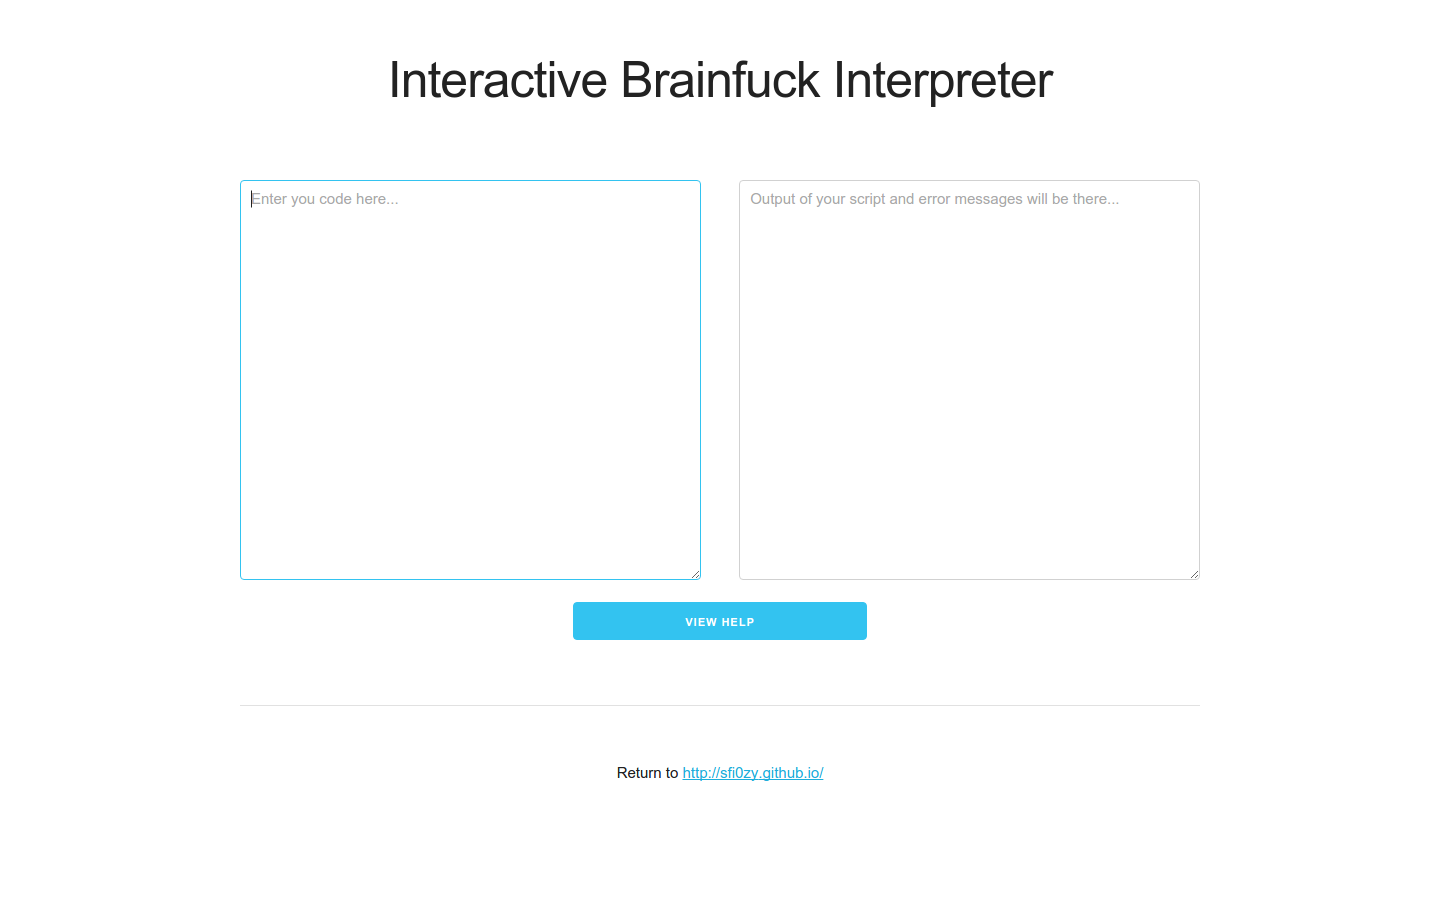 Interactive Brainfuck Interpreter
Enter you code here...
Output of your script and error messages will be there...
VIEW HELP
Return to http://sfi0zy.github.io/